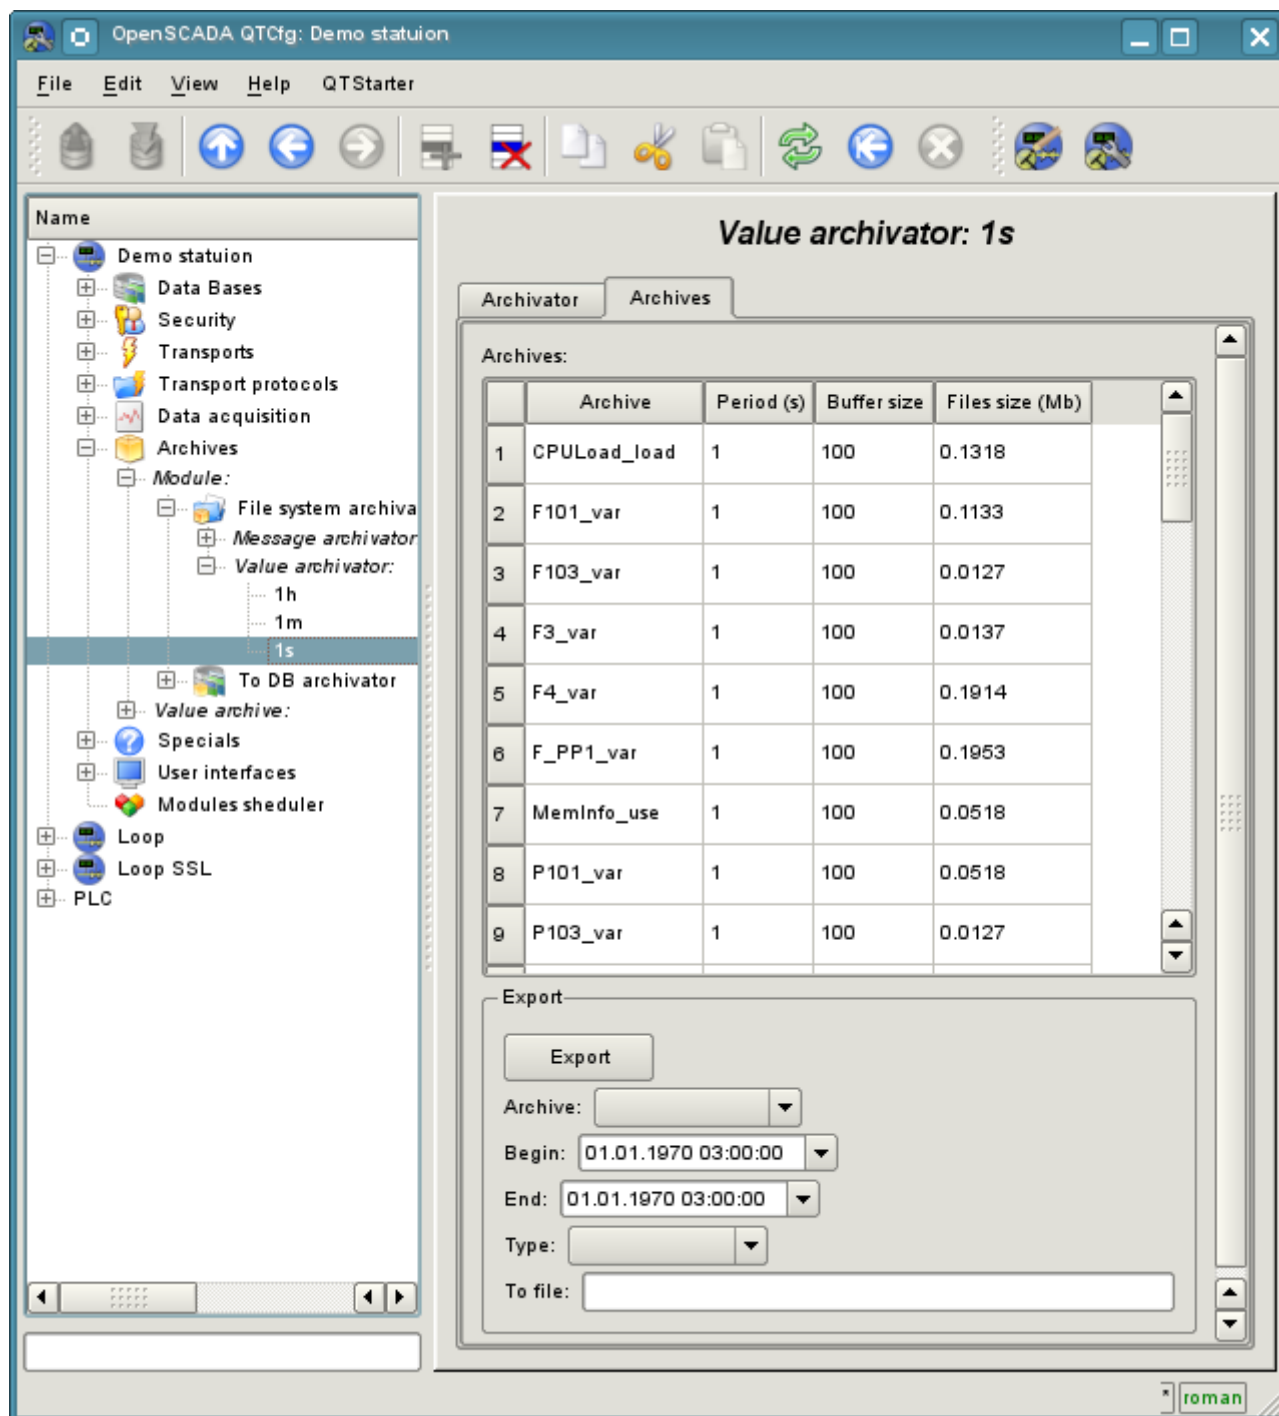 OpenSCADA QTCfg: Demo statuion
File Edit View Help QTStarter
Name
Demo statuion
Data Bases
Security
Transports
Transport protocols
Data acquisition
Archives
Module:
File system archiva
Message archivator
Value archivator:
1h
1m
1s
To DB archivator
Value archive:
Specials
User interfaces
Modules sheduler
Loop
Loop SSL
PLC
Value archivator: 1s
Archivator Archives
Archives:
Archive Period (s) Buffer size Files size (Mb)
1 CPULoad_load 1 100 0.1318
2 F101_var 1 100 0.1133
3 F103_var 1 100 0.0127
4 F3_var 1 100 0.0137
5 F4_var 1 100 0.1914
6 F_PP1_var 1 100 0.1953
7 MemInfo_use 1 100 0.0518
8 P101_var 1 100 0.0518
9 P103_var 1 100 0.0127
Export
Export
Archive:
Begin: 01.01.1970 03:00:00
End: 01.01.1970 03:00:00
Type:
To file:
* roman